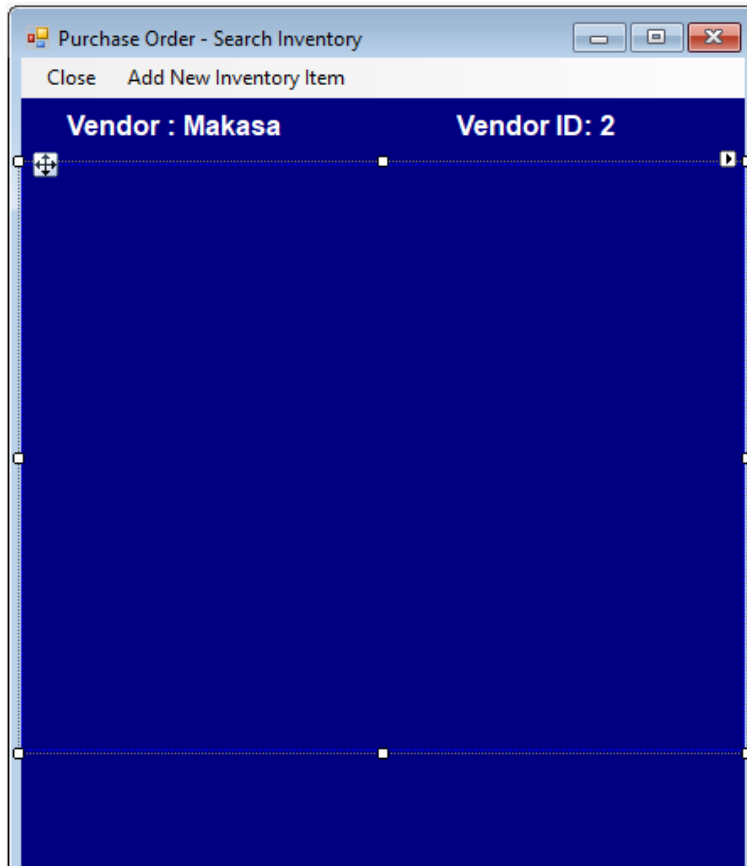 Purchase Order - Search Inventory
Close Add New Inventory Item
Vendor : Makasa Vendor ID: 2